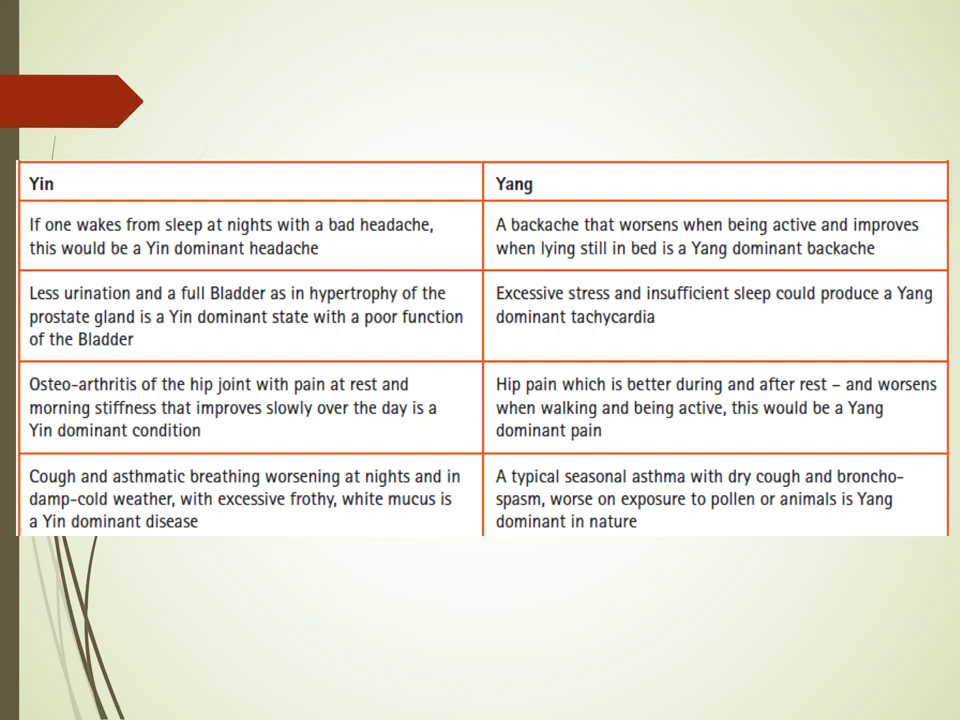 Yin
Yang
If one wakes from sleep at nights with a bad headache,
this would be a Yin dominant headache
A backache that worsens when being active and improves
when lying still in bed is a Yang dominant backache
Less urination and a full Bladder as in hypertrophy of the
prostate gland is a Yin dominant state with a poor function
of the Bladder
Excessive stress and insufficient sleep could produce a Yang
dominant tachycardia
Osteo-arthritis of the hip joint with pain at rest and
morning stiffness that improves slowly over the day is a
Yin dominant condition
Hip pain which is better during and after rest – and worsens
when walking and being active, this would be a Yang
dominant pain
Cough and asthmatic breathing worsening at nights and in
damp-cold weather, with excessive frothy, white mucus is
a Yin dominant disease
A typical seasonal asthma with dry cough and broncho-
spasm, worse on exposure to pollen or animals is Yang
dominant in nature